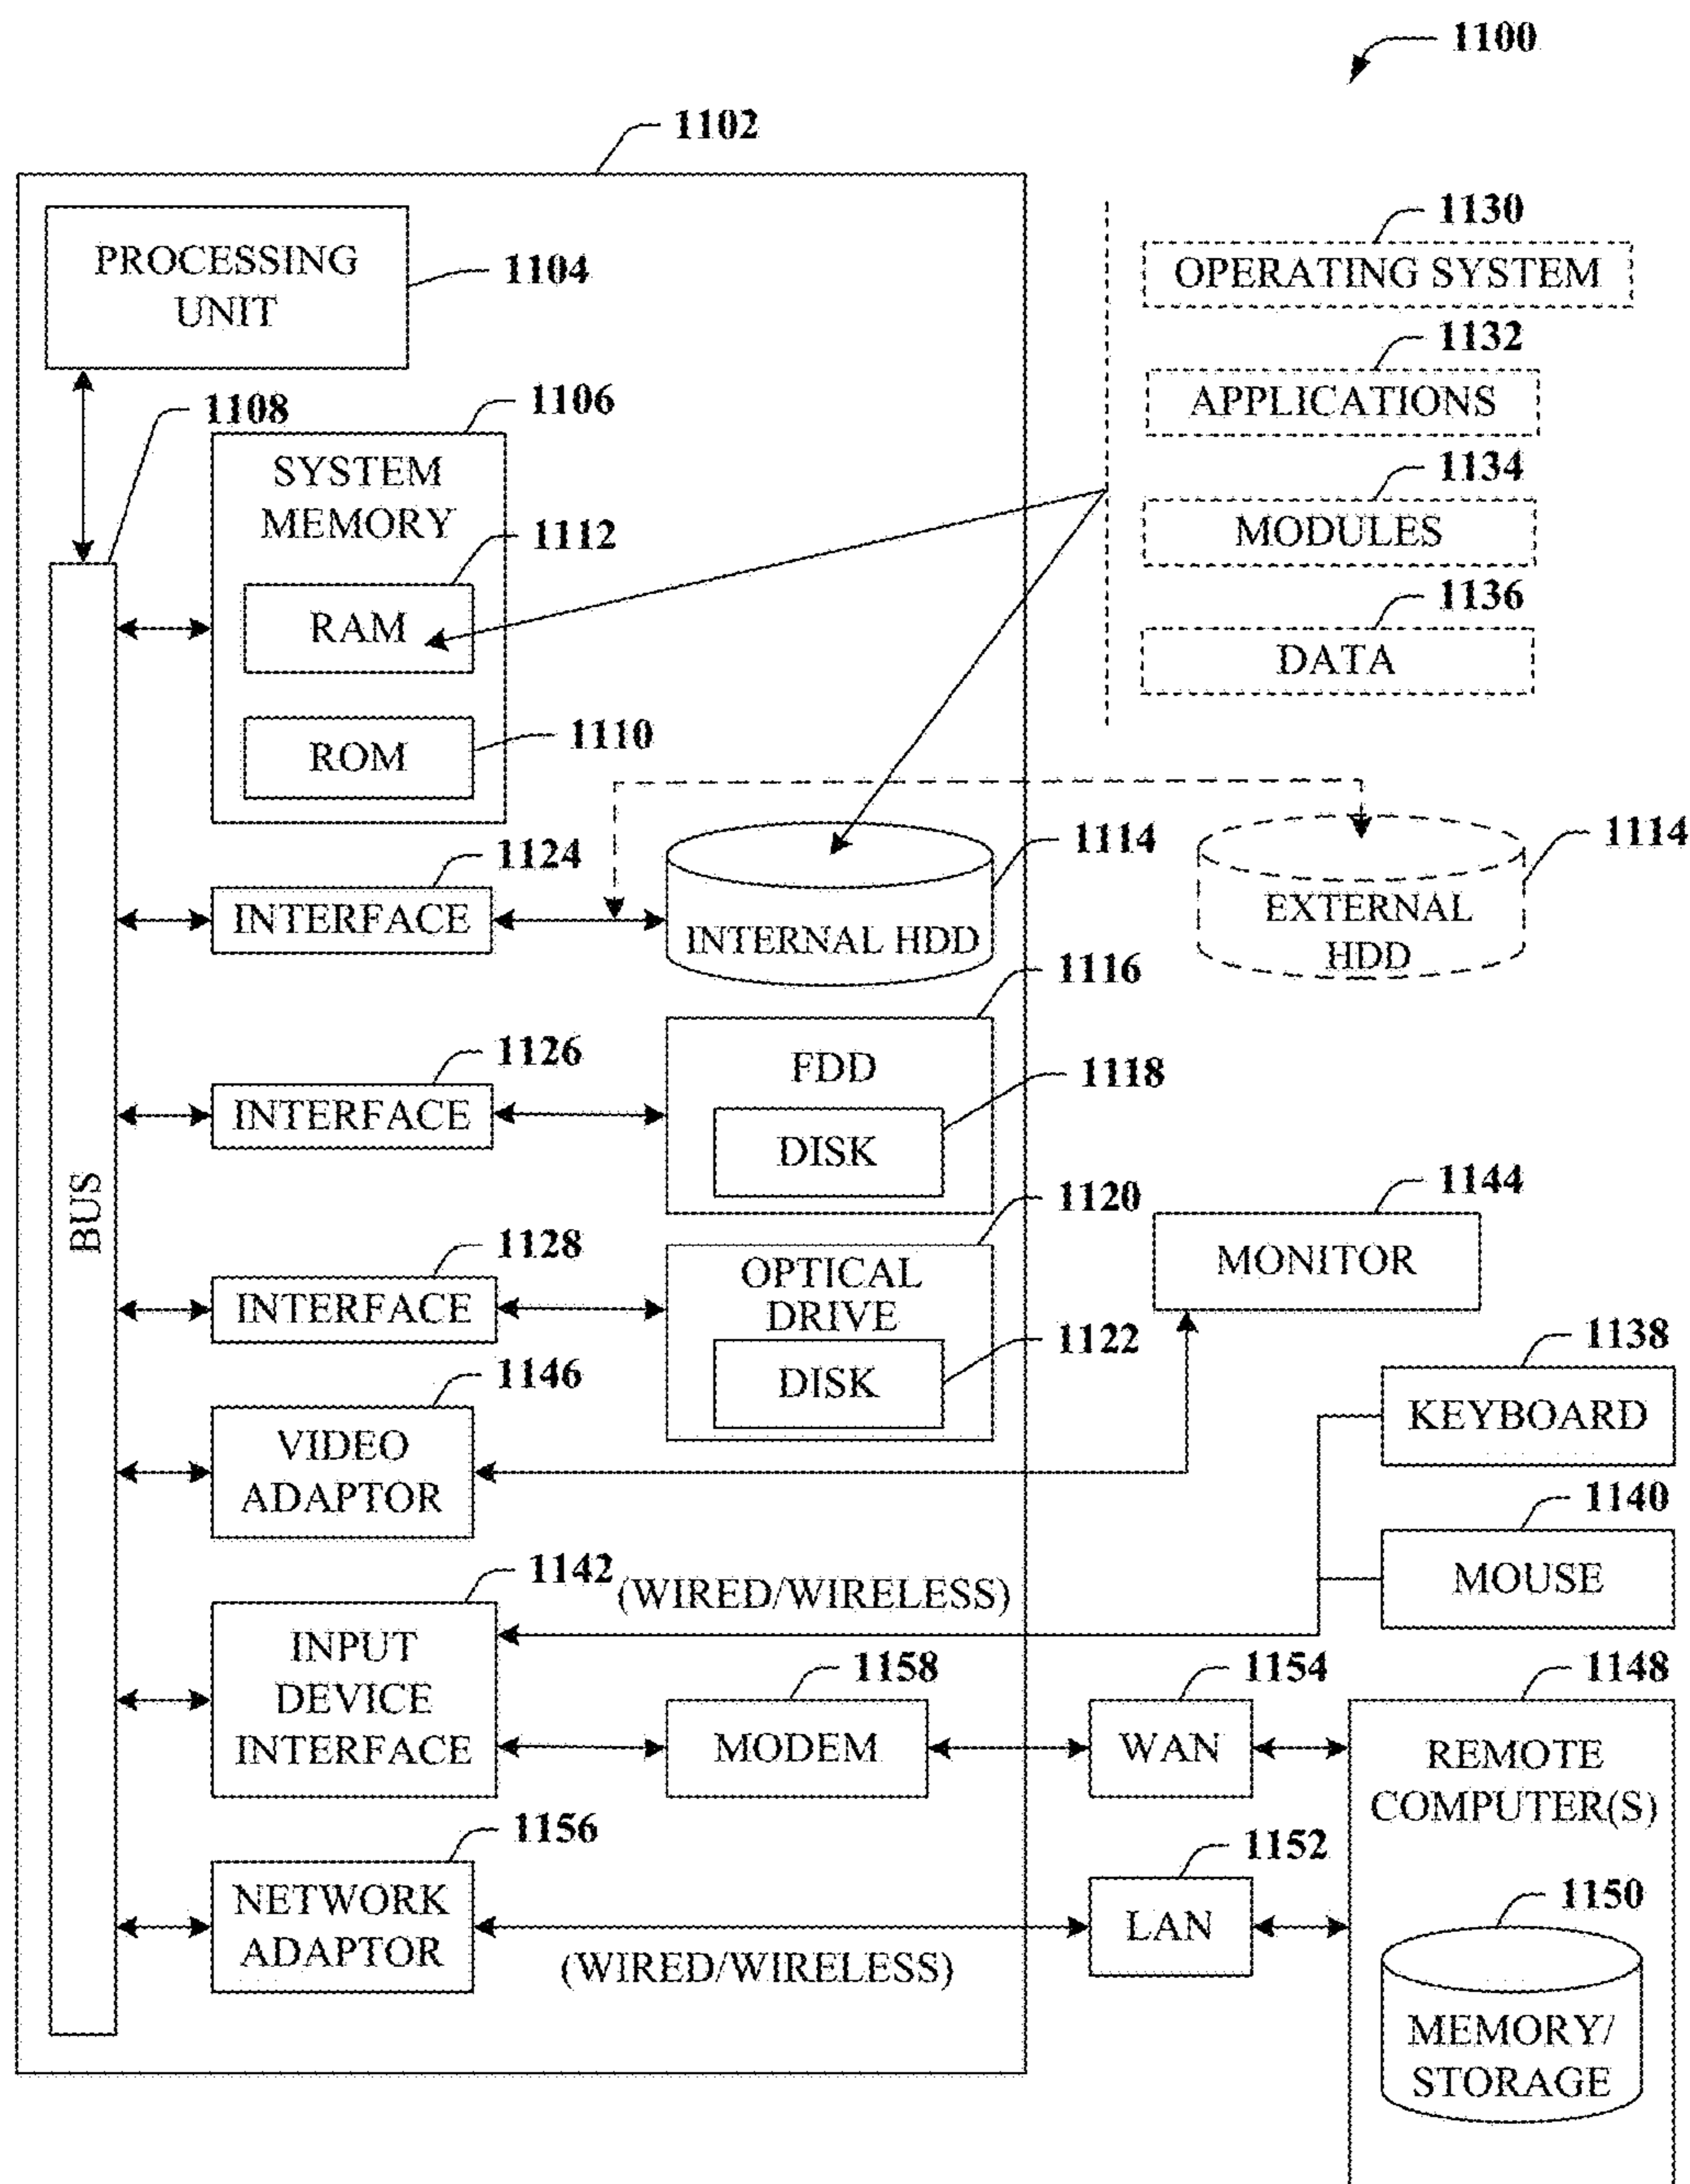 1100
1102
PROCESSING
UNIT
1104
1130
OPERATING SYSTEM
1132
APPLICATIONS
1134
MODULES
1136
DATA
1108
1106
SYSTEM
MEMORY
1112
RAM
1110
ROM
1124
INTERFACE
1114
INTERNAL HDD
1114
EXTERNAL
HDD
1116
1126
INTERFACE
FDD
1118
DISK
BUS
1120
1128
INTERFACE
OPTICAL
DRIVE
1122
DISK
1144
MONITOR
1138
KEYBOARD
1146
VIDEO
ADAPTOR
1140
MOUSE
1142
(WIRED/WIRELESS)
INPUT
DEVICE
INTERFACE
1158
MODEM
1154
WAN
1148
REMOTE
COMPUTER(S)
1156
NETWORK
ADAPTOR
(WIRED/WIRELESS)
1152
LAN
1150
MEMORY/
STORAGE